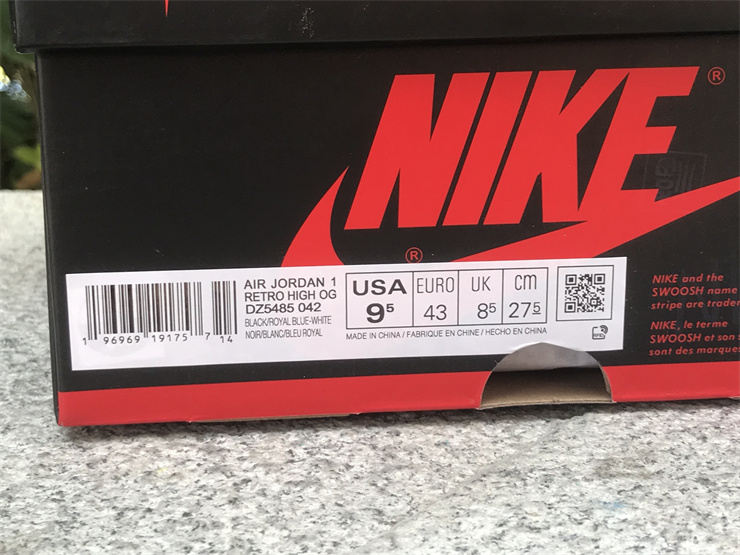 NIKE®
®
AIR JORDAN 1
RETRO HIGH OG
DZ5485 042
BLACK/ROYAL BLUE-WHITE
NOIR/BLANC/BLEU ROYAL
1 96969 19175 7 14
USA
9⁵
EURO
43
UK
8⁵
cm
27⁵
MADE IN CHINA / FABRIQUE EN CHINE / HECHO EN CHINA
RFID
NIKE and the
SWOOSH name
stripe are trader
NIKE, le terme
SWOOSH et son
sont des marque